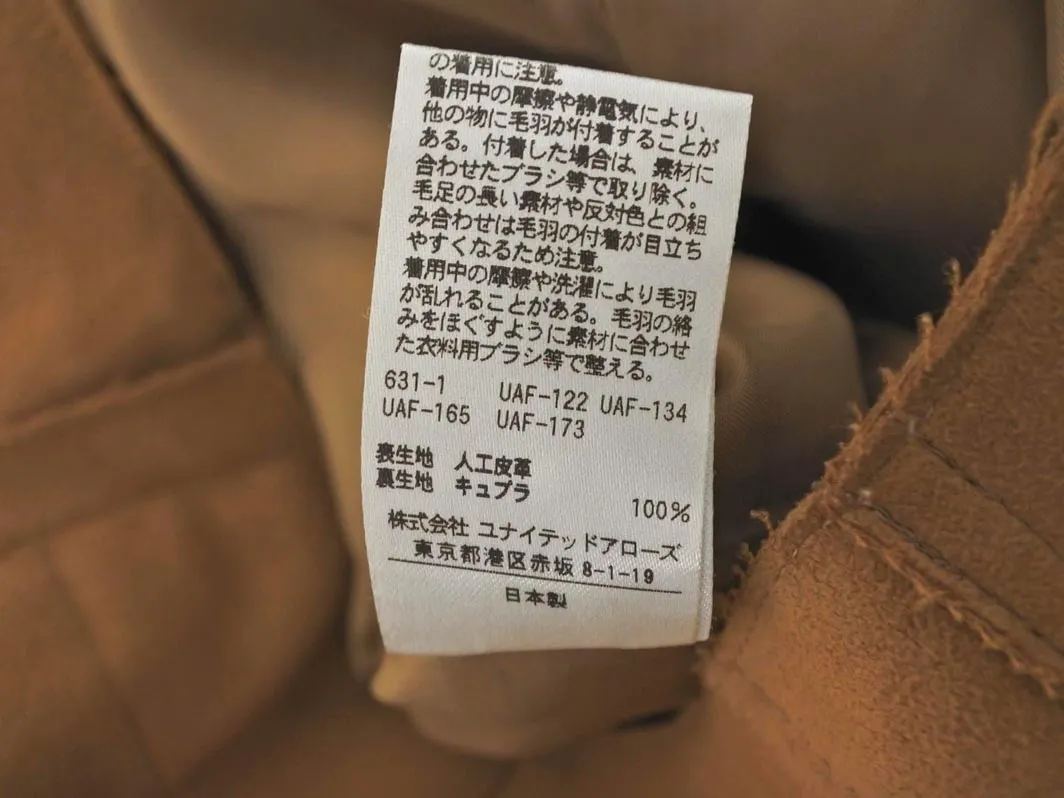 の着用に注意。
着用中の摩擦や静電気により、
他の物に毛羽が付着することが
ある。付着した場合は、素材に
合わせたブラシ等で取り除く。
毛足の長い素材や反対色との組
み合わせは毛羽の付着が目立ち
やすくなるため注意。
着用中の摩擦や洗濯により毛羽
が乱れることがある。毛羽の絡
みをほぐすように素材に合わせ
た衣料用ブラシ等で整える。
631-1 UAF-122 UAF-134
UAF-165 UAF-173
表生地 人工皮革
裏生地 キュプラ
100%
株式会社 ユナイテッドアローズ
東京都港区赤坂 8-1-19
日本製